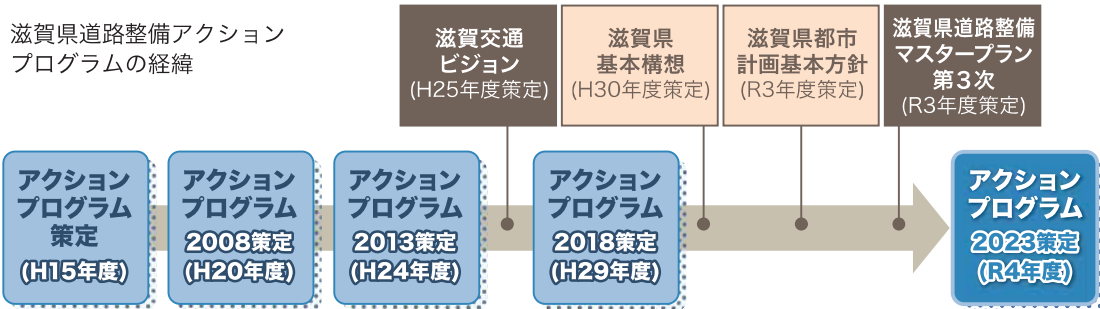 滋賀県道路整備アクション
プログラムの経緯
滋賀交通
ビジョン
(H25年度策定)
滋賀県
基本構想
(H30年度策定)
滋賀県都市
計画基本方針
(R3年度策定)
滋賀県道路整備
マスタープラン
第3次
(R3年度策定)
アクション
プログラム
策定
(H15年度)
アクション
プログラム
2008策定
(H20年度)
アクション
プログラム
2013策定
(H24年度)
アクション
プログラム
2018策定
(H29年度)
アクション
プログラム
2023策定
(R4年度)